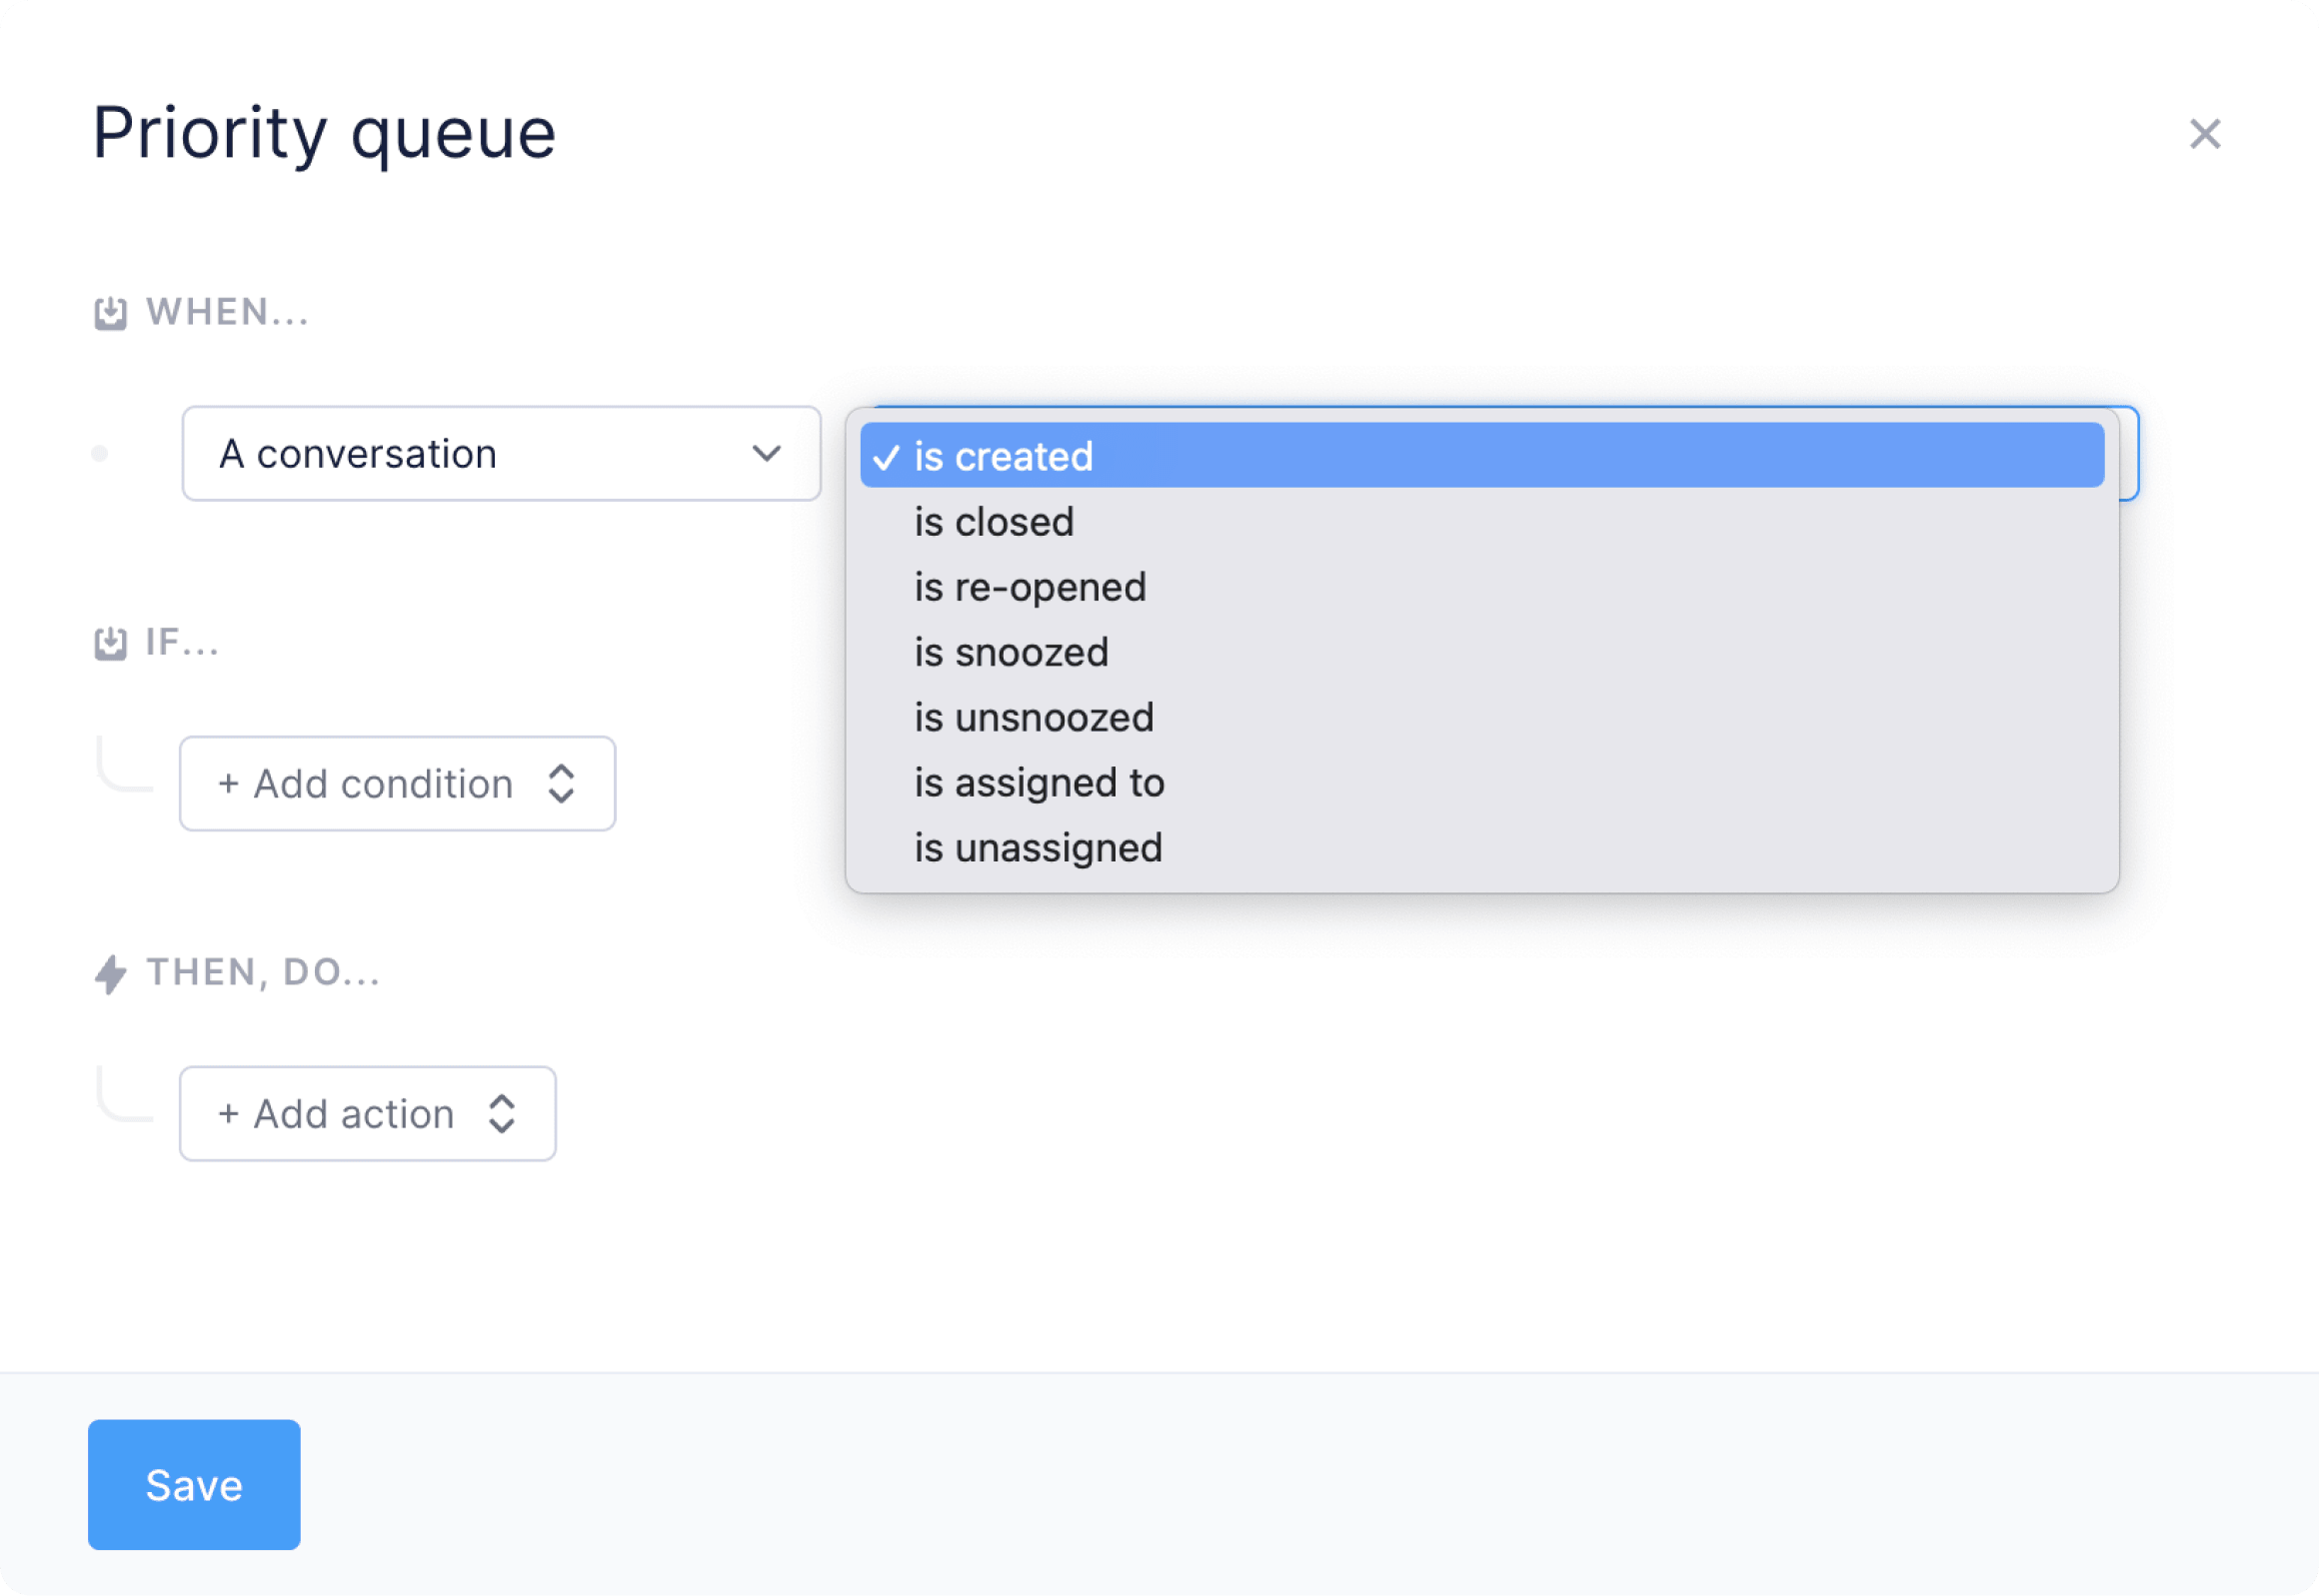 Priority queue
WHEN...
A conversation
is created
is closed
is re-opened
is snoozed
is unsnoozed
is assigned to
is unassigned
IF...
+ Add condition
THEN, DO...
+ Add action
Save